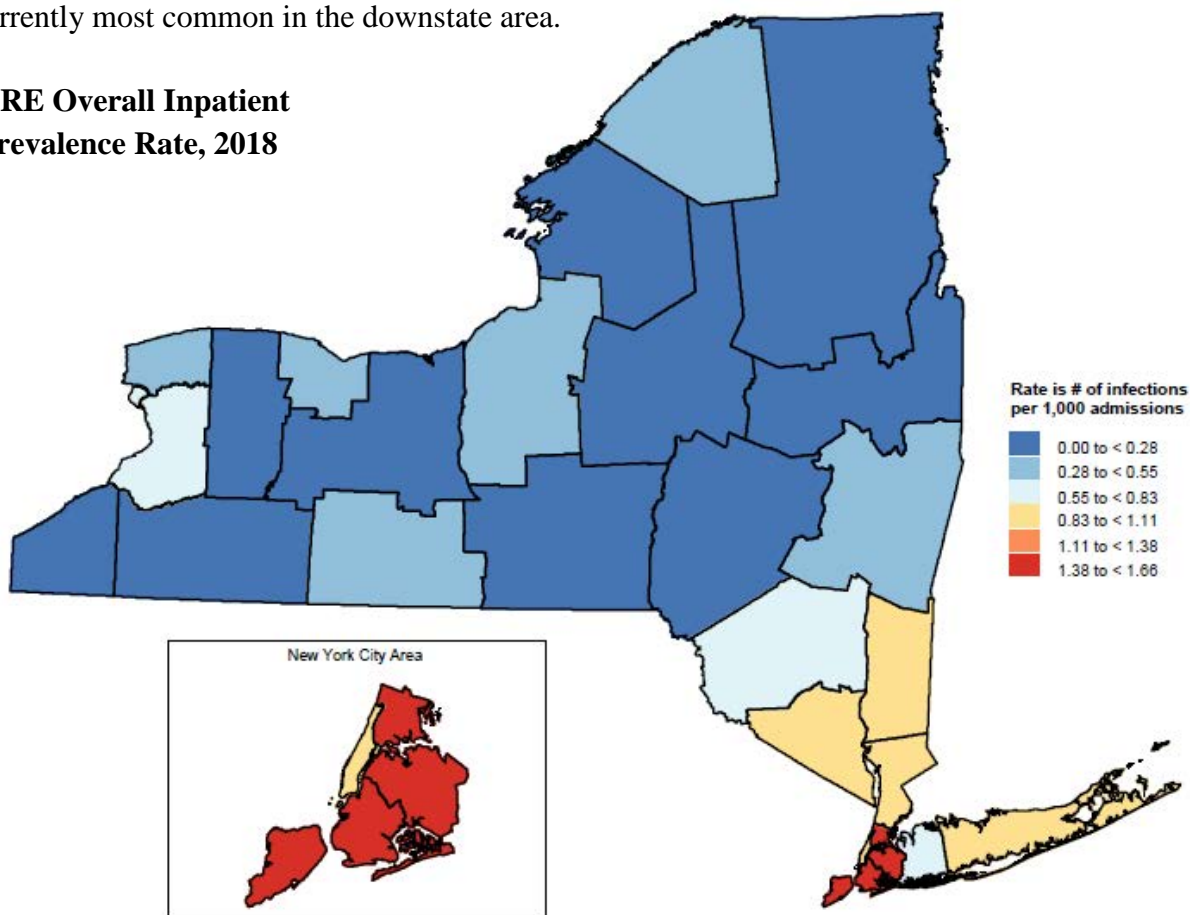 rrently most common in the downstate area.
RE Overall Inpatient
revalence Rate, 2018
Rate is # of infections
per 1,000 admissions
0.00 to < 0.28
0.28 to < 0.55
0.55 to < 0.83
0.83 to < 1.11
1.11 to < 1.38
1.38 to < 1.66
New York City Area